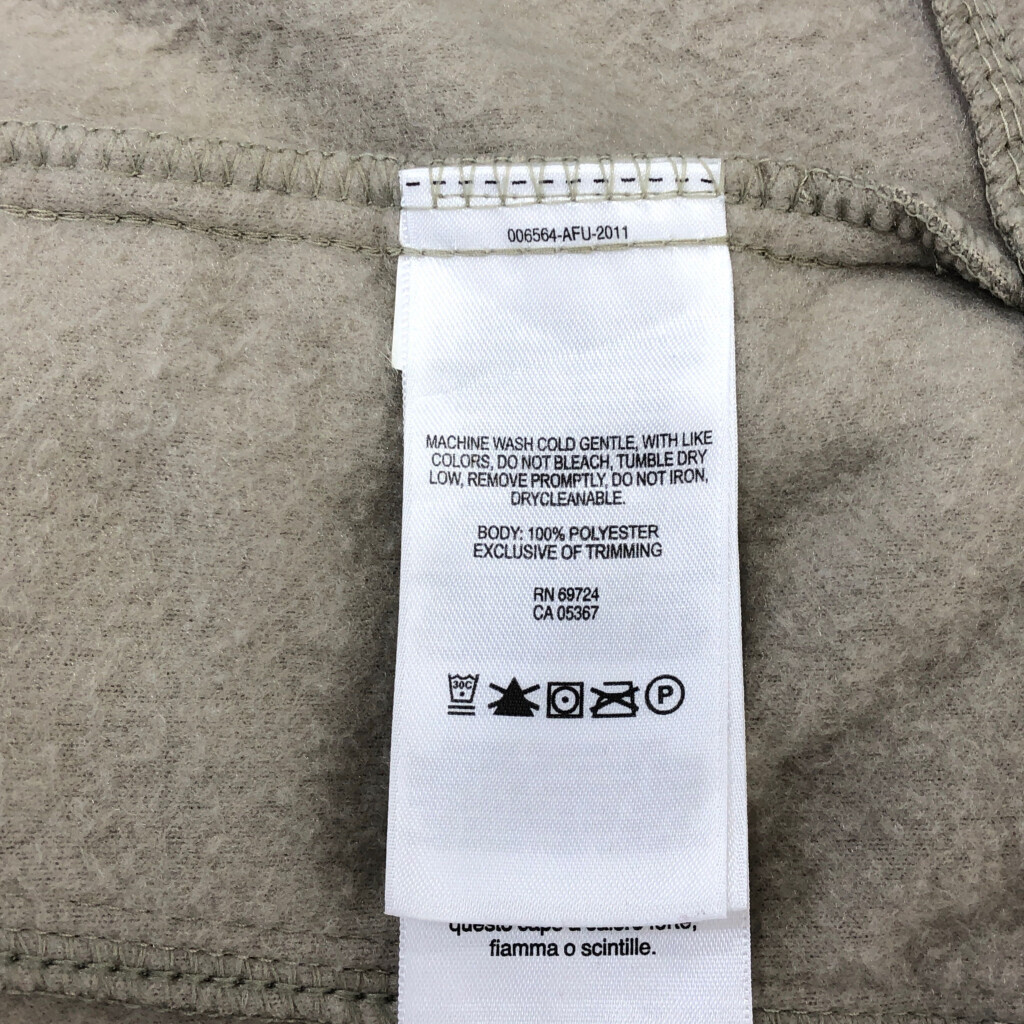 006564-AFU-2011
MACHINE WASH COLD GENTLE, WITH LIKE
COLORS, DO NOT BLEACH, TUMBLE DRY
LOW, REMOVE PROMPTLY, DO NOT IRON,
DRYCLEANABLE.
BODY: 100% POLYESTER
EXCLUSIVE OF TRIMMING
RN 69724
CA 05367
30C
P
questo
fiamma o scintille.